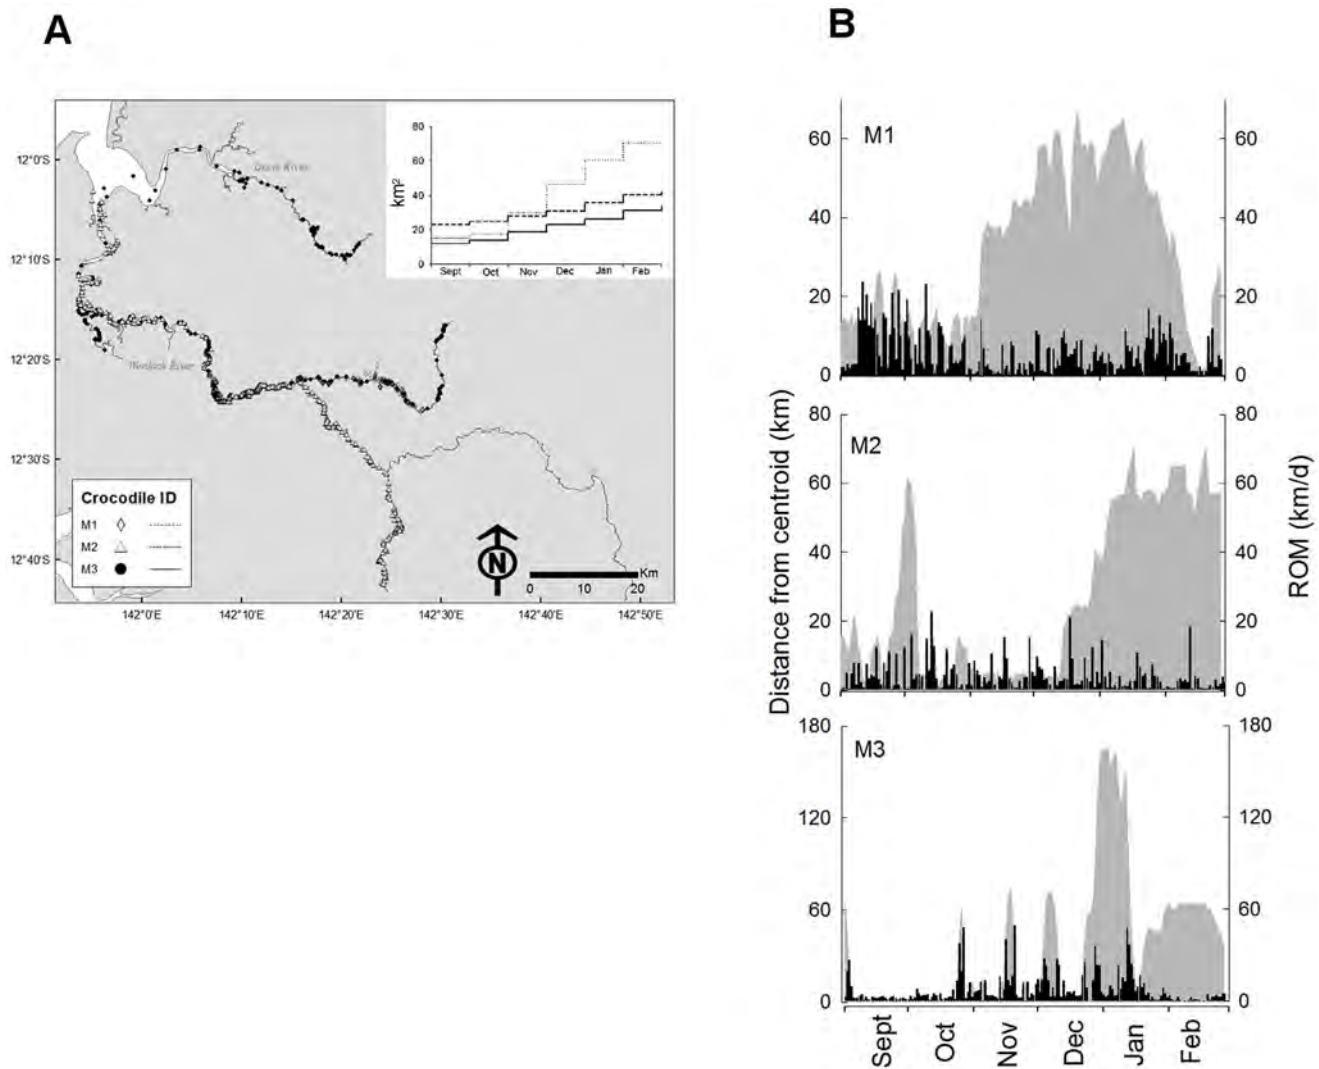 A
B
80
60
40
20
0
km²
Sept Oct Nov Dec Jan Feb
12°0'S
12°10'S
12°20'S
12°30'S
12°40'S
River
Wenlock River
Crocodile ID
M1
M2
M3
N
Km
0 10 20
142°0'E 142°10'E 142°20'E 142°30'E 142°40'E 142°50'E
M1
60 60
40 40
20 20
0 0
M2
80 80
60 60
40 40
20 20
0 0
M3
180 180
120 120
60 60
0 0
Distance from centroid (km)
ROM (km/d)
Sept Oct Nov Dec Jan Feb